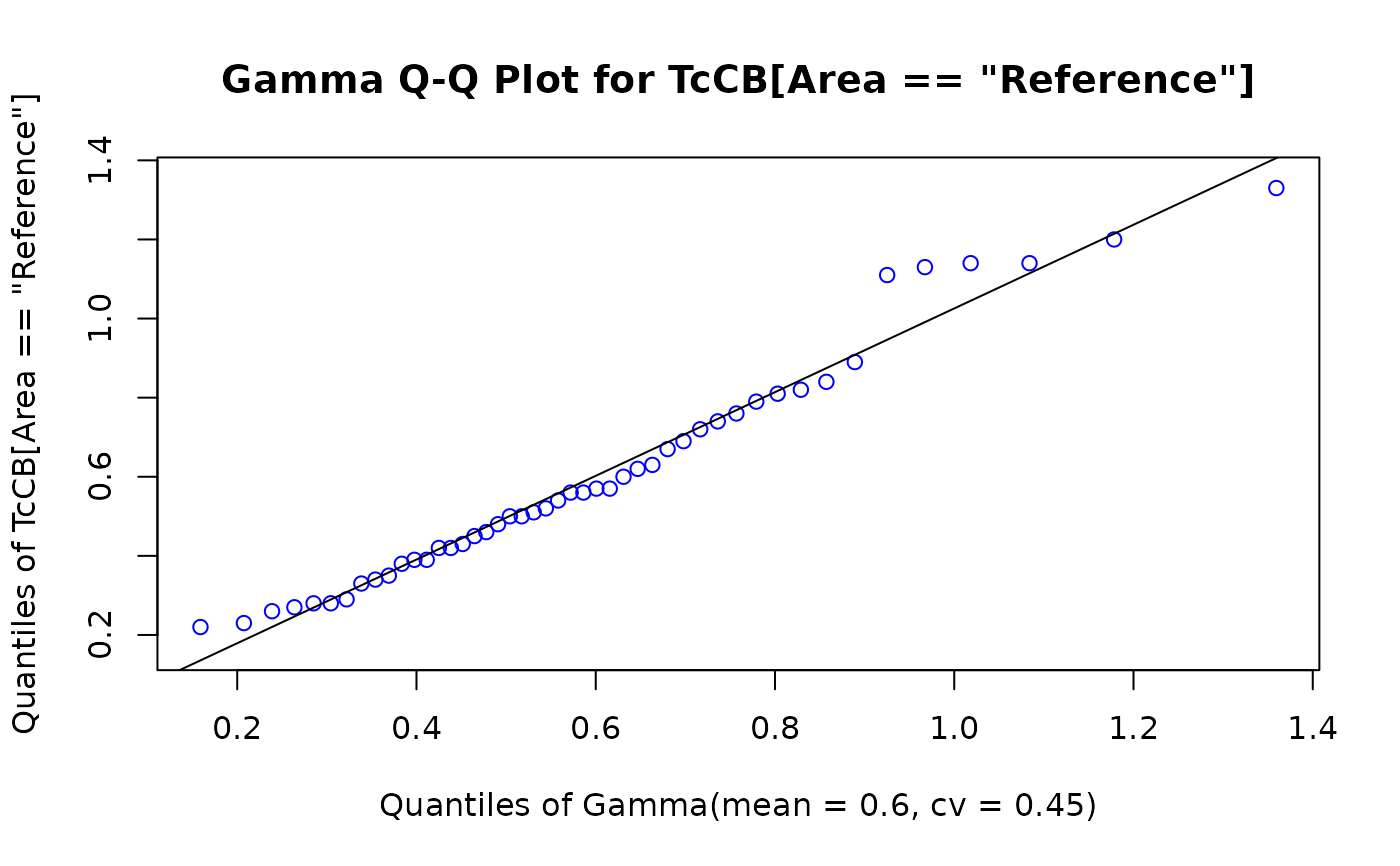 Gamma Q-Q Plot for TcCB[Area == "Reference"]
Quantiles of TcCB[Area == "Reference"]
1.4
1.0
0.6
0.2
0.2 0.4 0.6 0.8 1.0 1.2 1.4
Quantiles of Gamma(mean = 0.6, cv = 0.45)